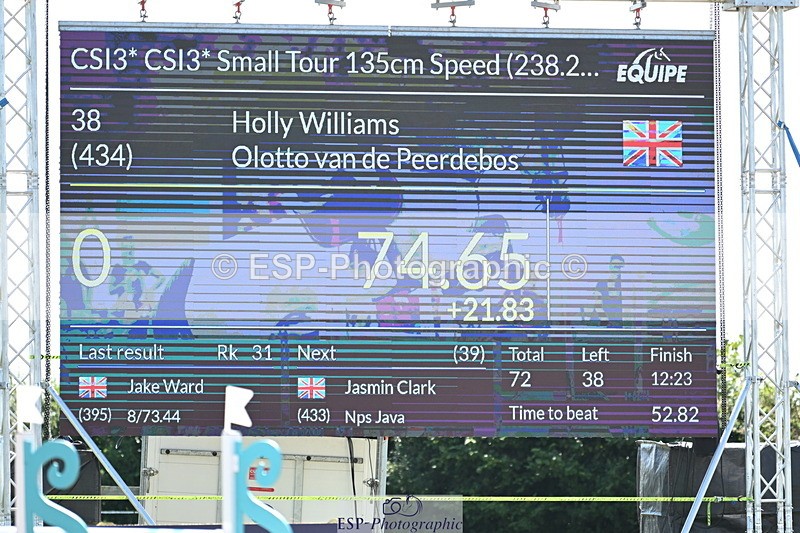 CSI3* CSI3* Small Tour 135cm Speed (238.2... EQUIPE
38 Holly Williams
(434) Olotto van de Peerdebos
0 74.65
© ESP-Photographic ©
+21.83
Last result Rk 31 Next (39) Total Left Finish
Jake Ward Jasmin Clark 72 38 12:23
(395) 8/73.44 (433) Nps Java Time to beat 52.82
ESP-Photographic